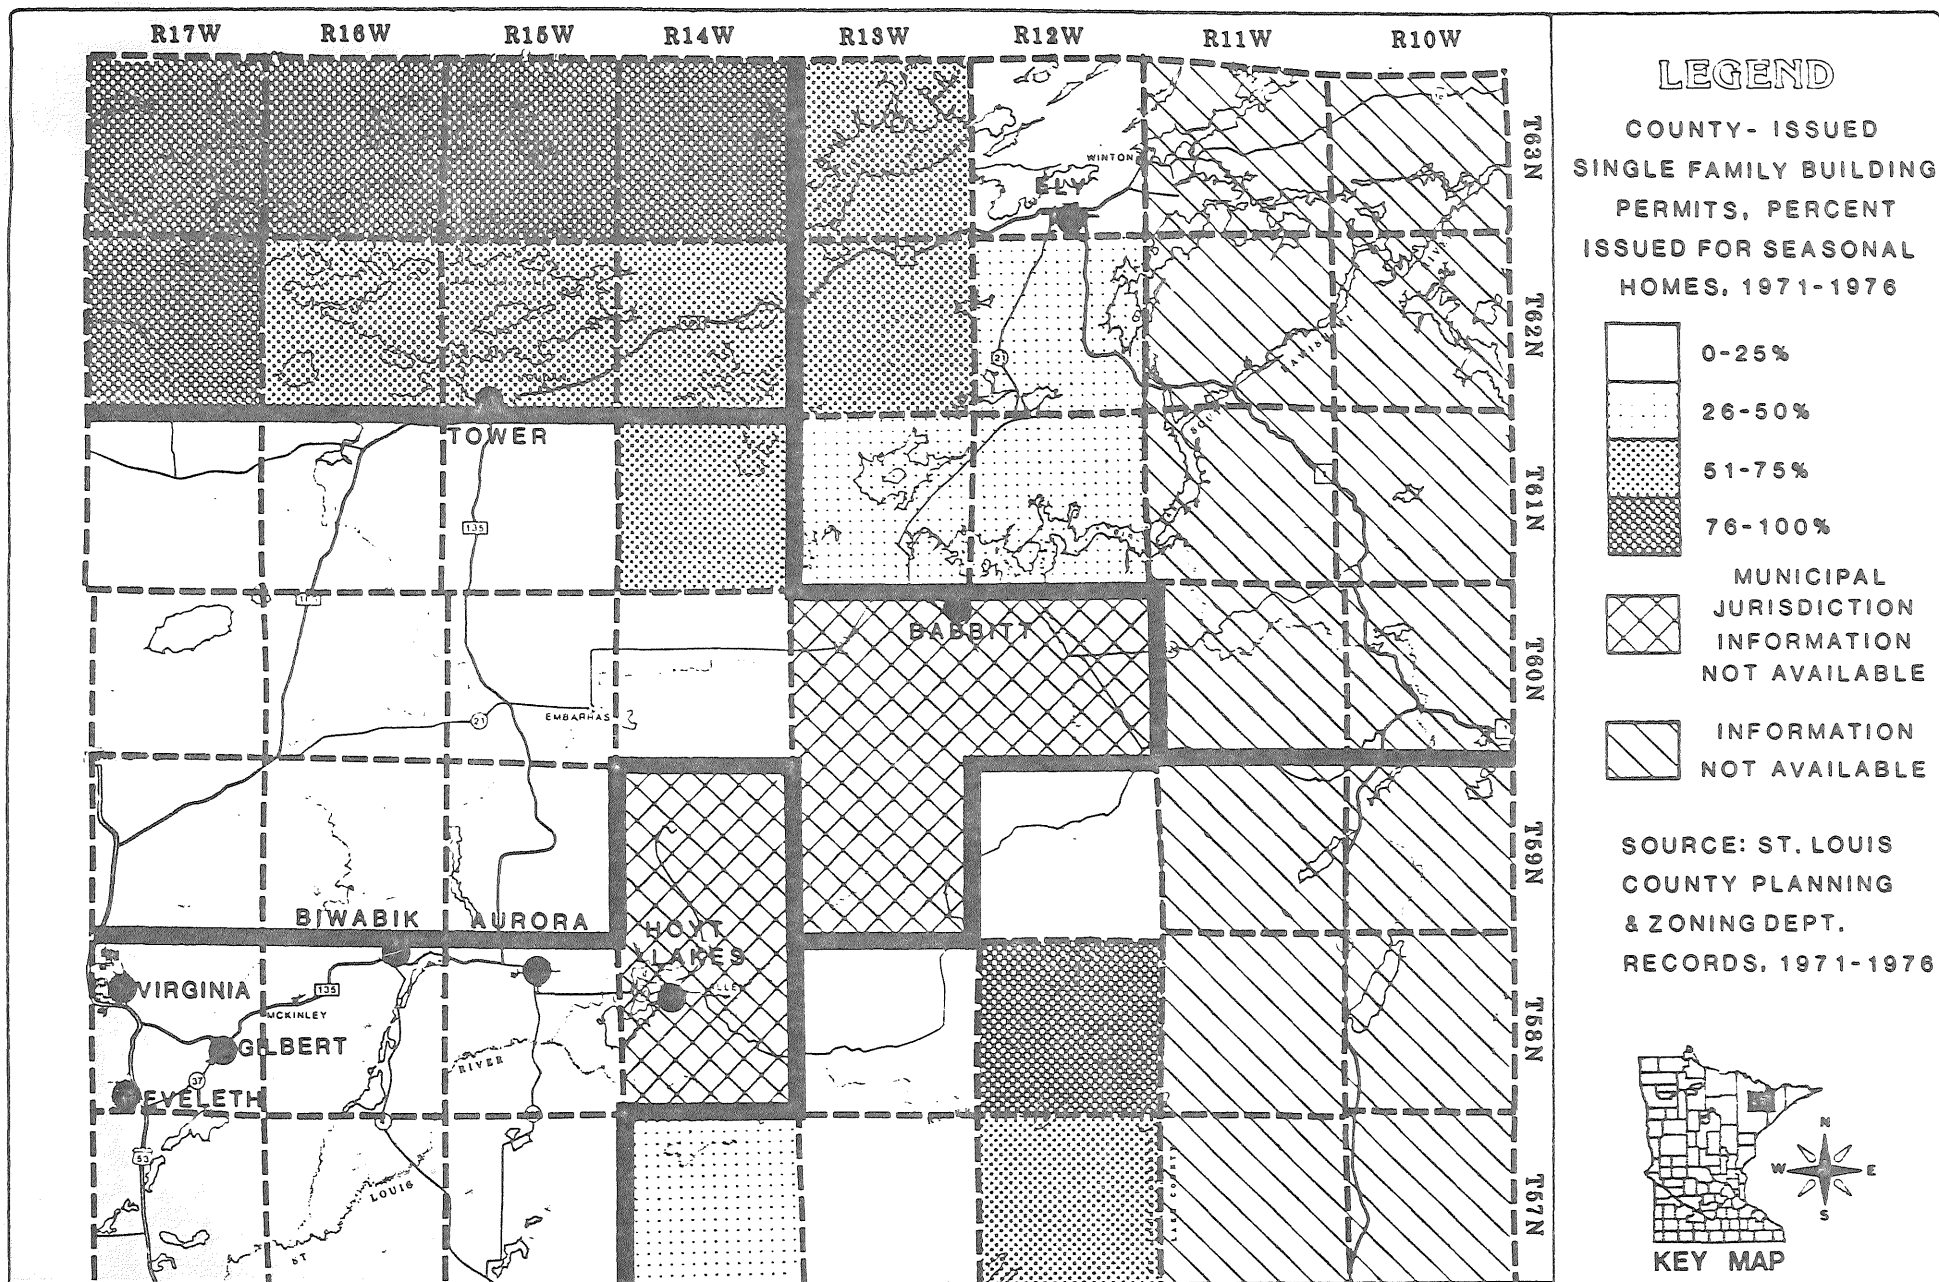 R17W R16W R15W R14W R13W R12W R11W R10W
T63N
T62N
T61N
T60N
T59N
T58N
T57N
WINTON
ELY
21
TOWER
135
BABBITT
21
EMBARRAS
BIWABIK
AURORA
HOYT
LAKES
VIRGINIA
135
MCKINLEY
GILBERT
RIVER
37
EVELETH
53
LOUIS
ST
LEGEND
COUNTY- ISSUED
SINGLE FAMILY BUILDING
PERMITS, PERCENT
ISSUED FOR SEASONAL
HOMES, 1971-1976
0-25%
26-50%
51-75%
76-100%
MUNICIPAL
JURISDICTION
INFORMATION
NOT AVAILABLE
INFORMATION
NOT AVAILABLE
SOURCE: ST. LOUIS
COUNTY PLANNING
& ZONING DEPT.
RECORDS, 1971-1976
N
W E
S
KEY MAP